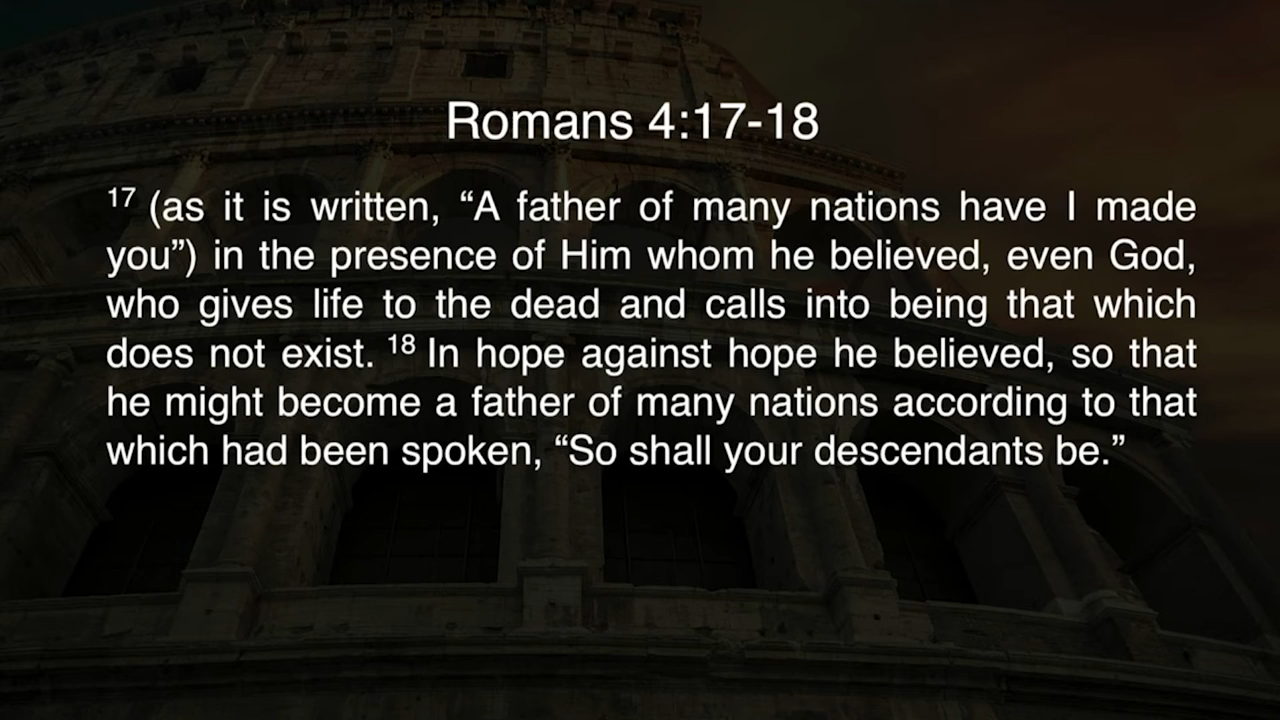 Romans 4:17-18
17 (as it is written, “A father of many nations have I made
you”) in the presence of Him whom he believed, even God,
who gives life to the dead and calls into being that which
does not exist. 18 In hope against hope he believed, so that
he might become a father of many nations according to that
which had been spoken, “So shall your descendants be.”